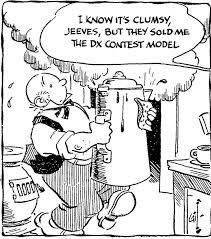 I KNOW IT'S CLUMSY,
JEEVES, BUT THEY SOLD ME
THE DX CONTEST MODEL